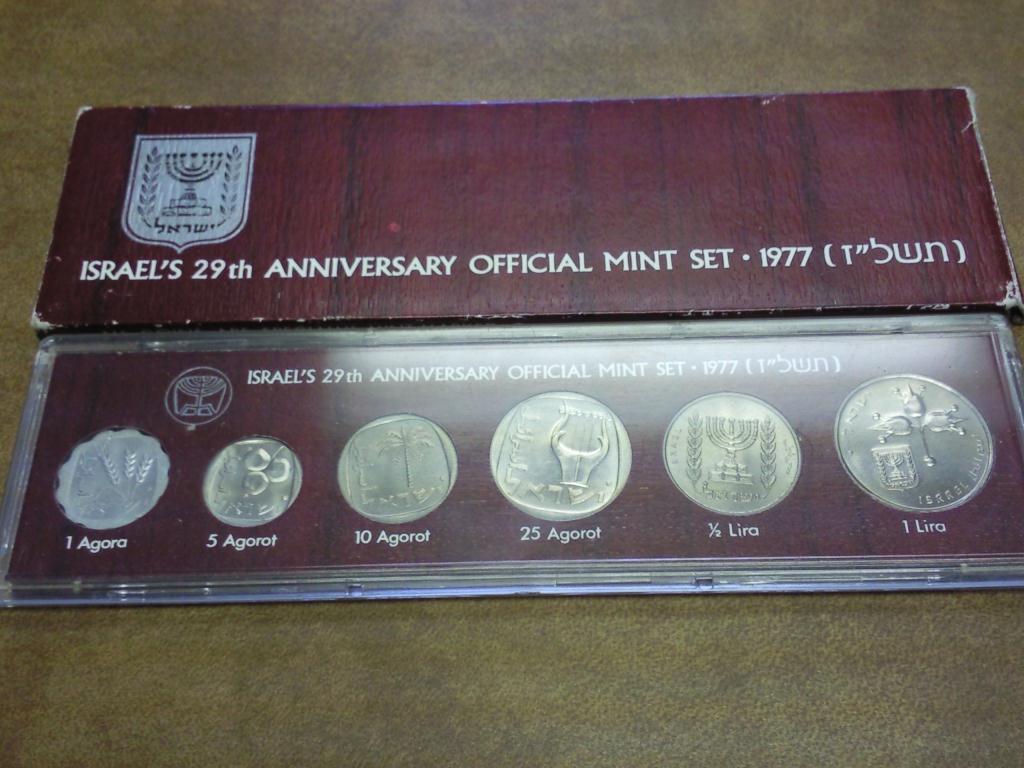 ישראל
ISRAEL'S 29th ANNIVERSARY OFFICIAL MINT SET • 1977 (תשל"ז)
ISRAEL'S 29th ANNIVERSARY OFFICIAL MINT SET • 1977 (תשל"ז)
ISRAEL
1 Agora
5 Agorot
10 Agorot
25 Agorot
½ Lira
1 Lira